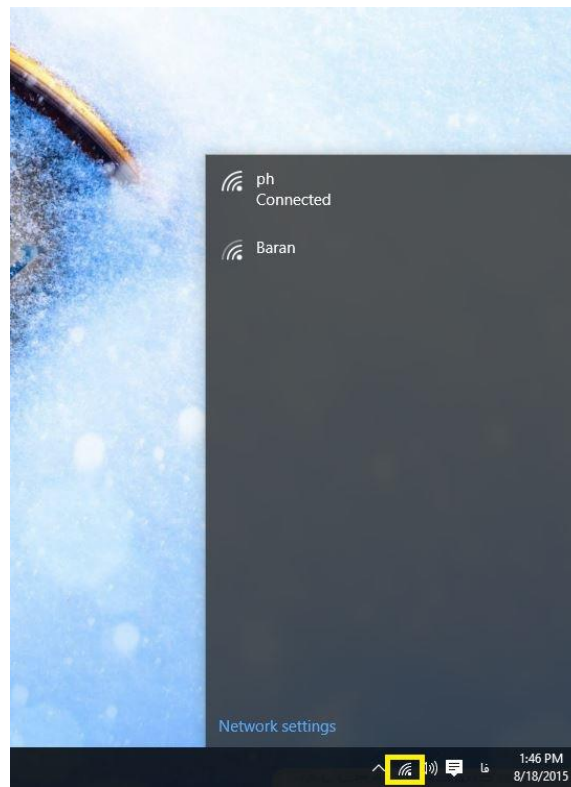 ph
Connected
Baran
Network settings
فا
1:46 PM
8/18/2015